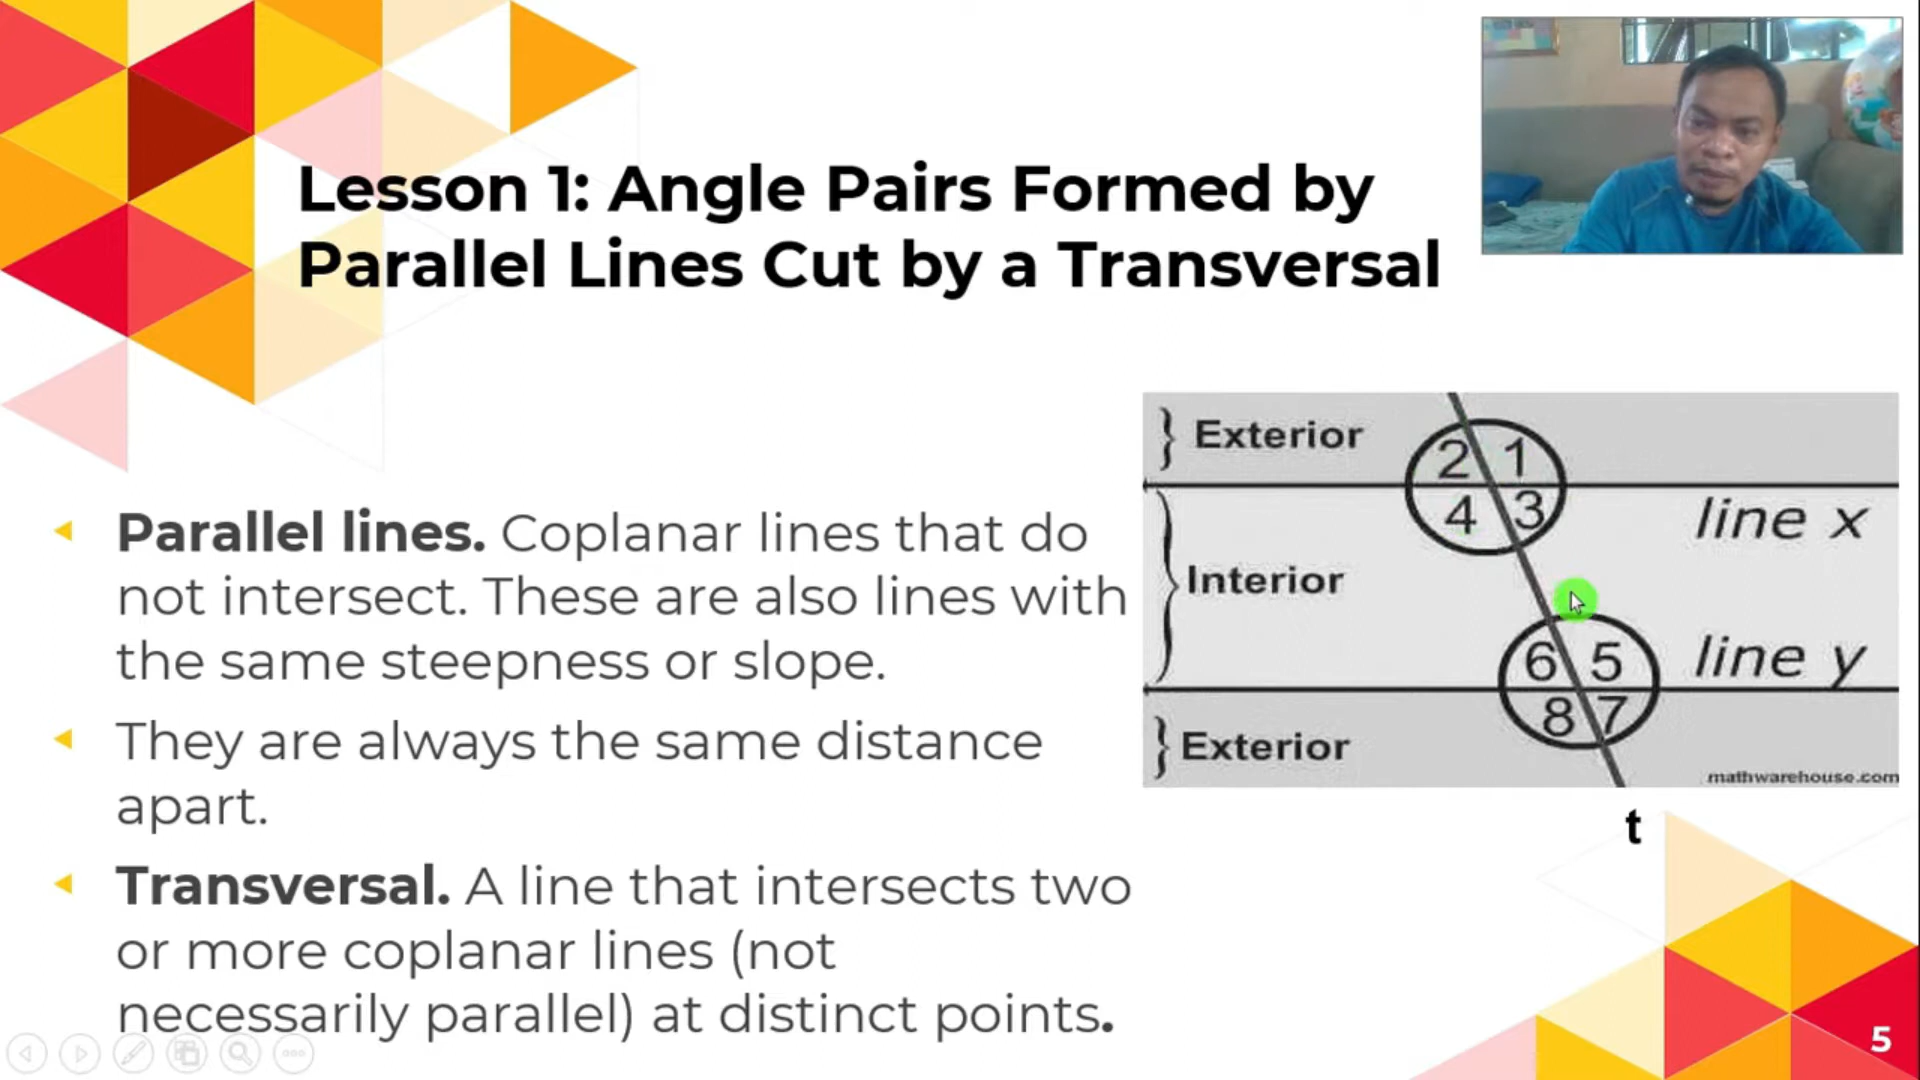 Lesson 1: Angle Pairs Formed by
Parallel Lines Cut by a Transversal
Parallel lines. Coplanar lines that do
not intersect. These are also lines with
the same steepness or slope.
They are always the same distance
apart.
Transversal. A line that intersects two
or more coplanar lines (not
necessarily parallel) at distinct points.
} Exterior
2 1
4 3
line x
} Interior
6 5
line y
8 7
} Exterior
mathwarehouse.com
t
5